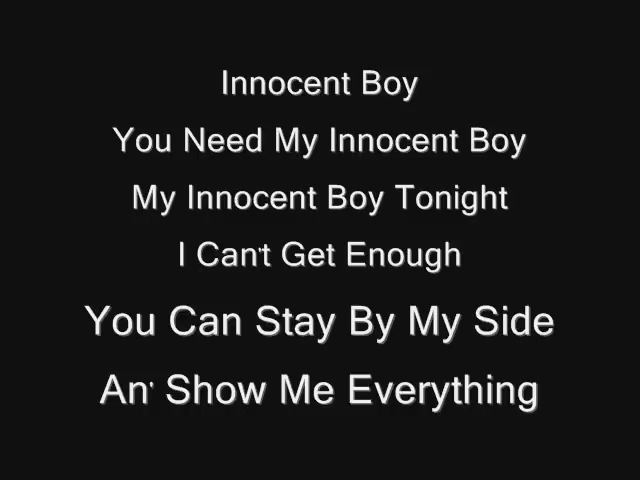 Innocent Boy
You Need My Innocent Boy
My Innocent Boy Tonight
I Can't Get Enough
You Can Stay By My Side
An' Show Me Everything